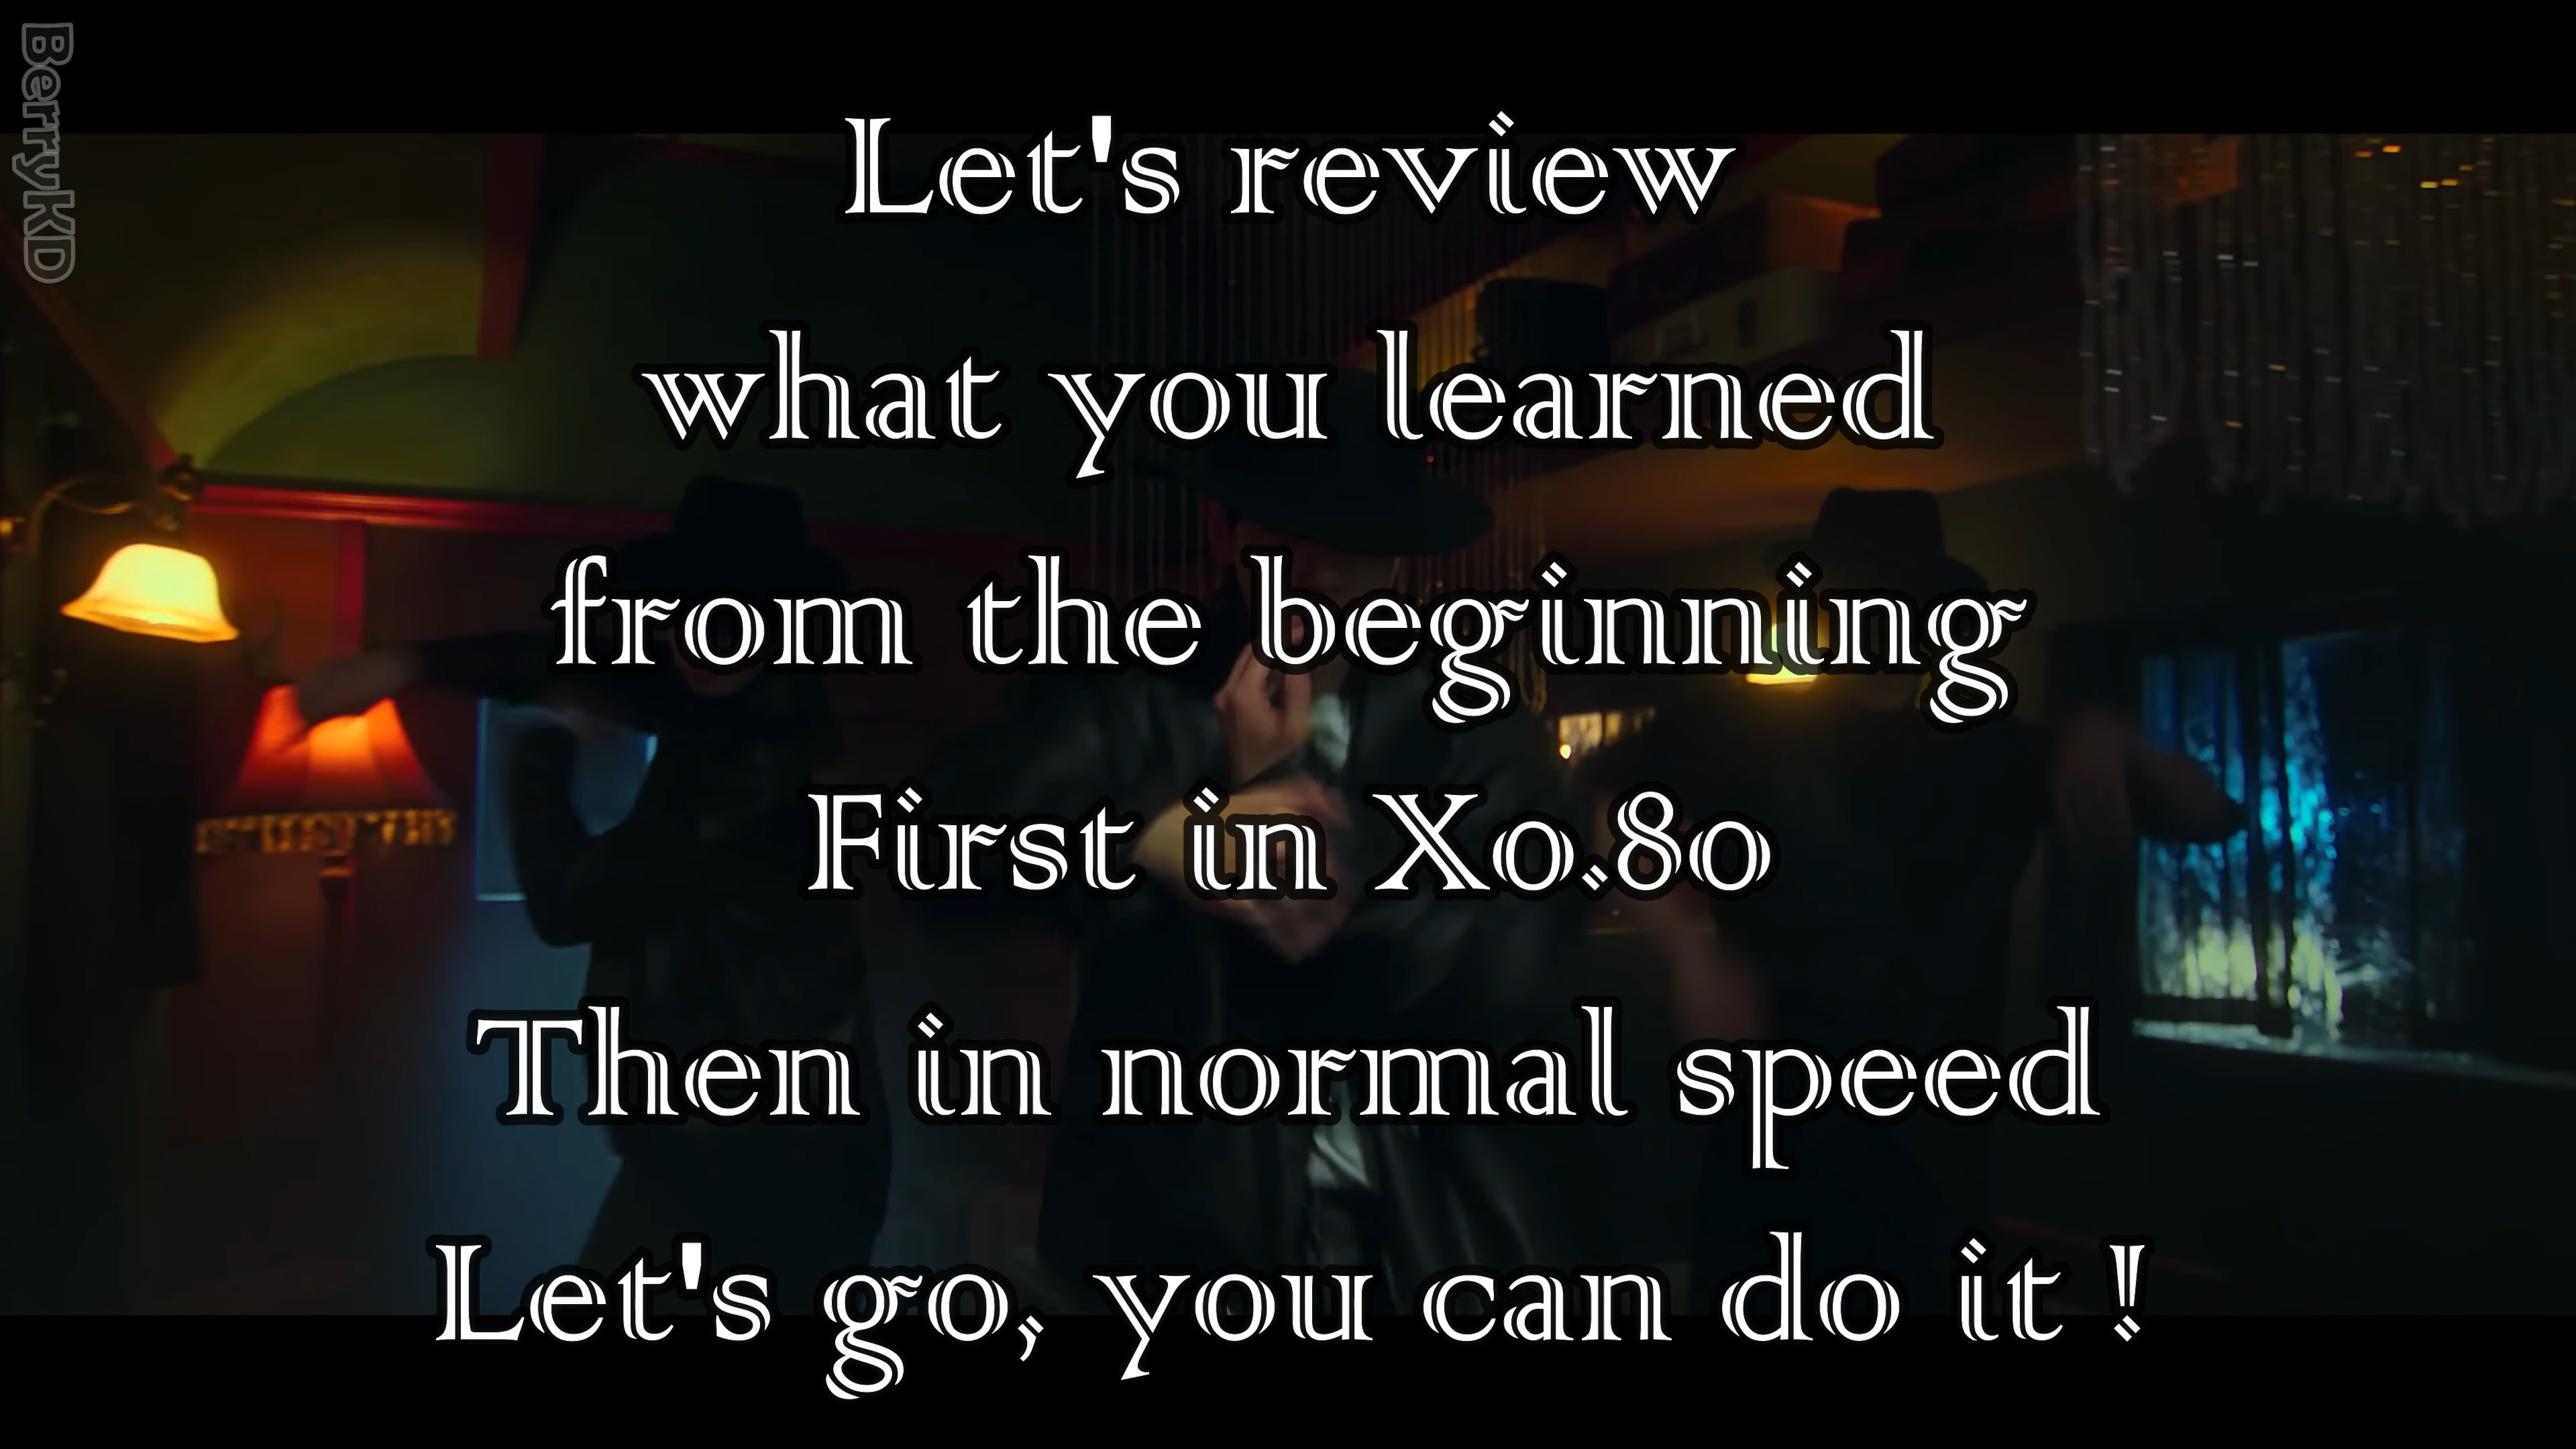 BerryKD
Let's review
what you learned
from the beginning
First in X0.80
Then in normal speed
Let's go, you can do it !